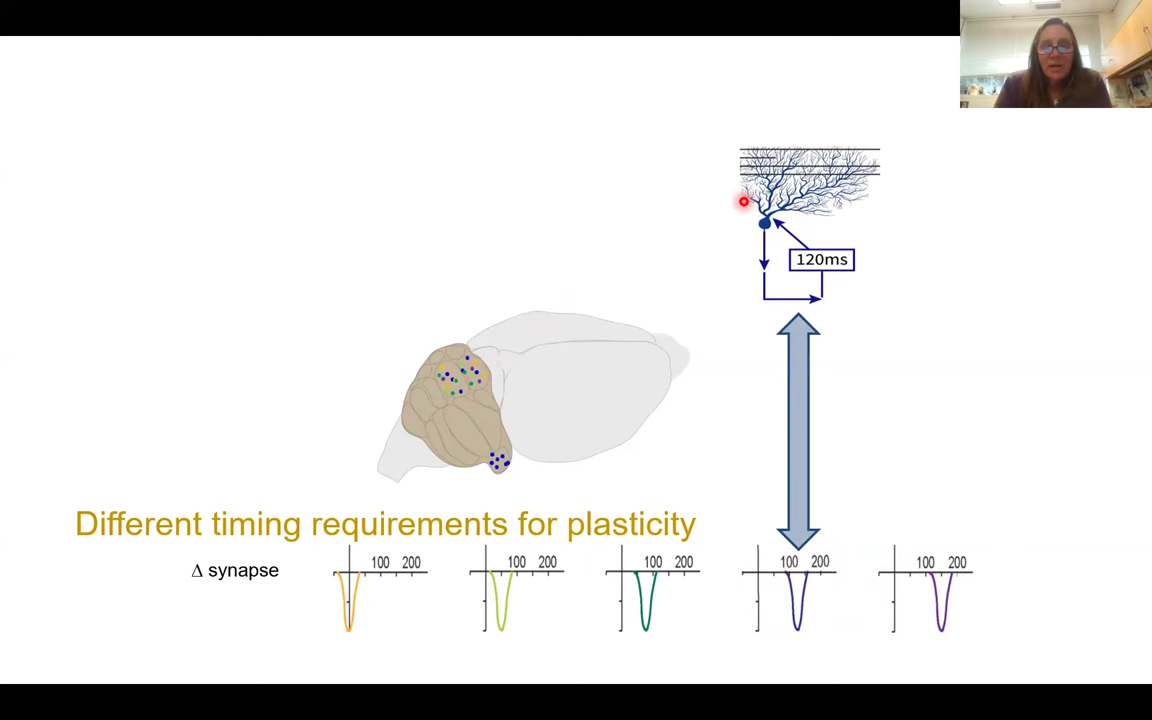 120ms
Different timing requirements for plasticity
Δ synapse
100 200
100 200
100 200
100 200
100 200